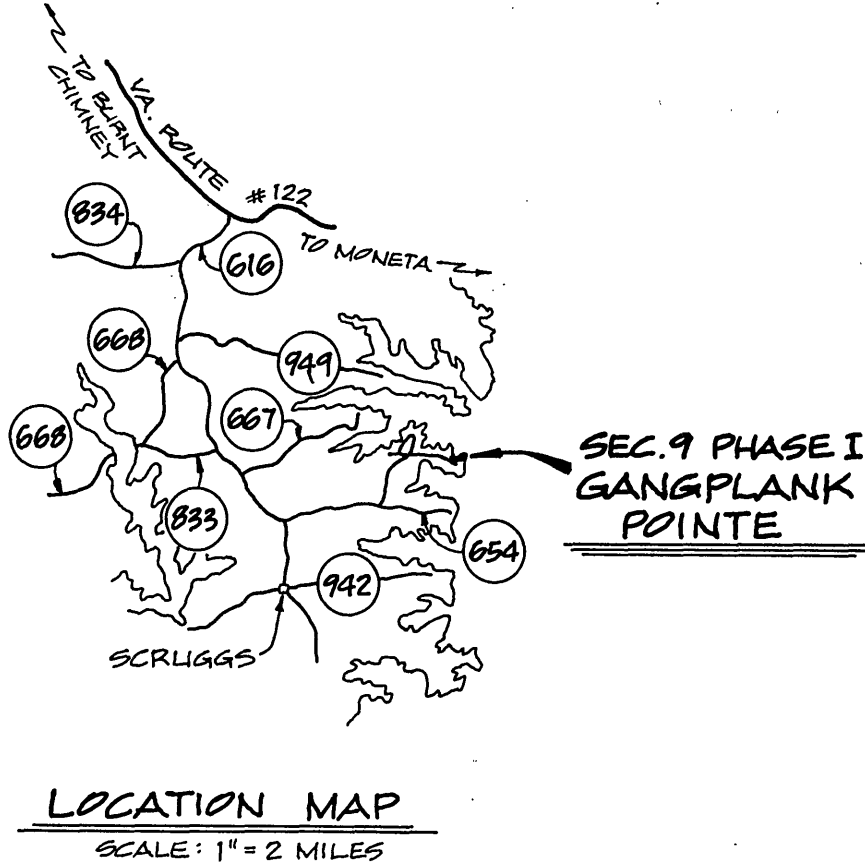 TO BURNT
CHIMNEY
VA. ROUTE
# 122
834
616
TO MONETA
668
949
667
668
SEC. 9 PHASE I
GANGPLANK
POINTE
833
654
942
SCRUGGS
LOCATION MAP
SCALE: 1" = 2 MILES